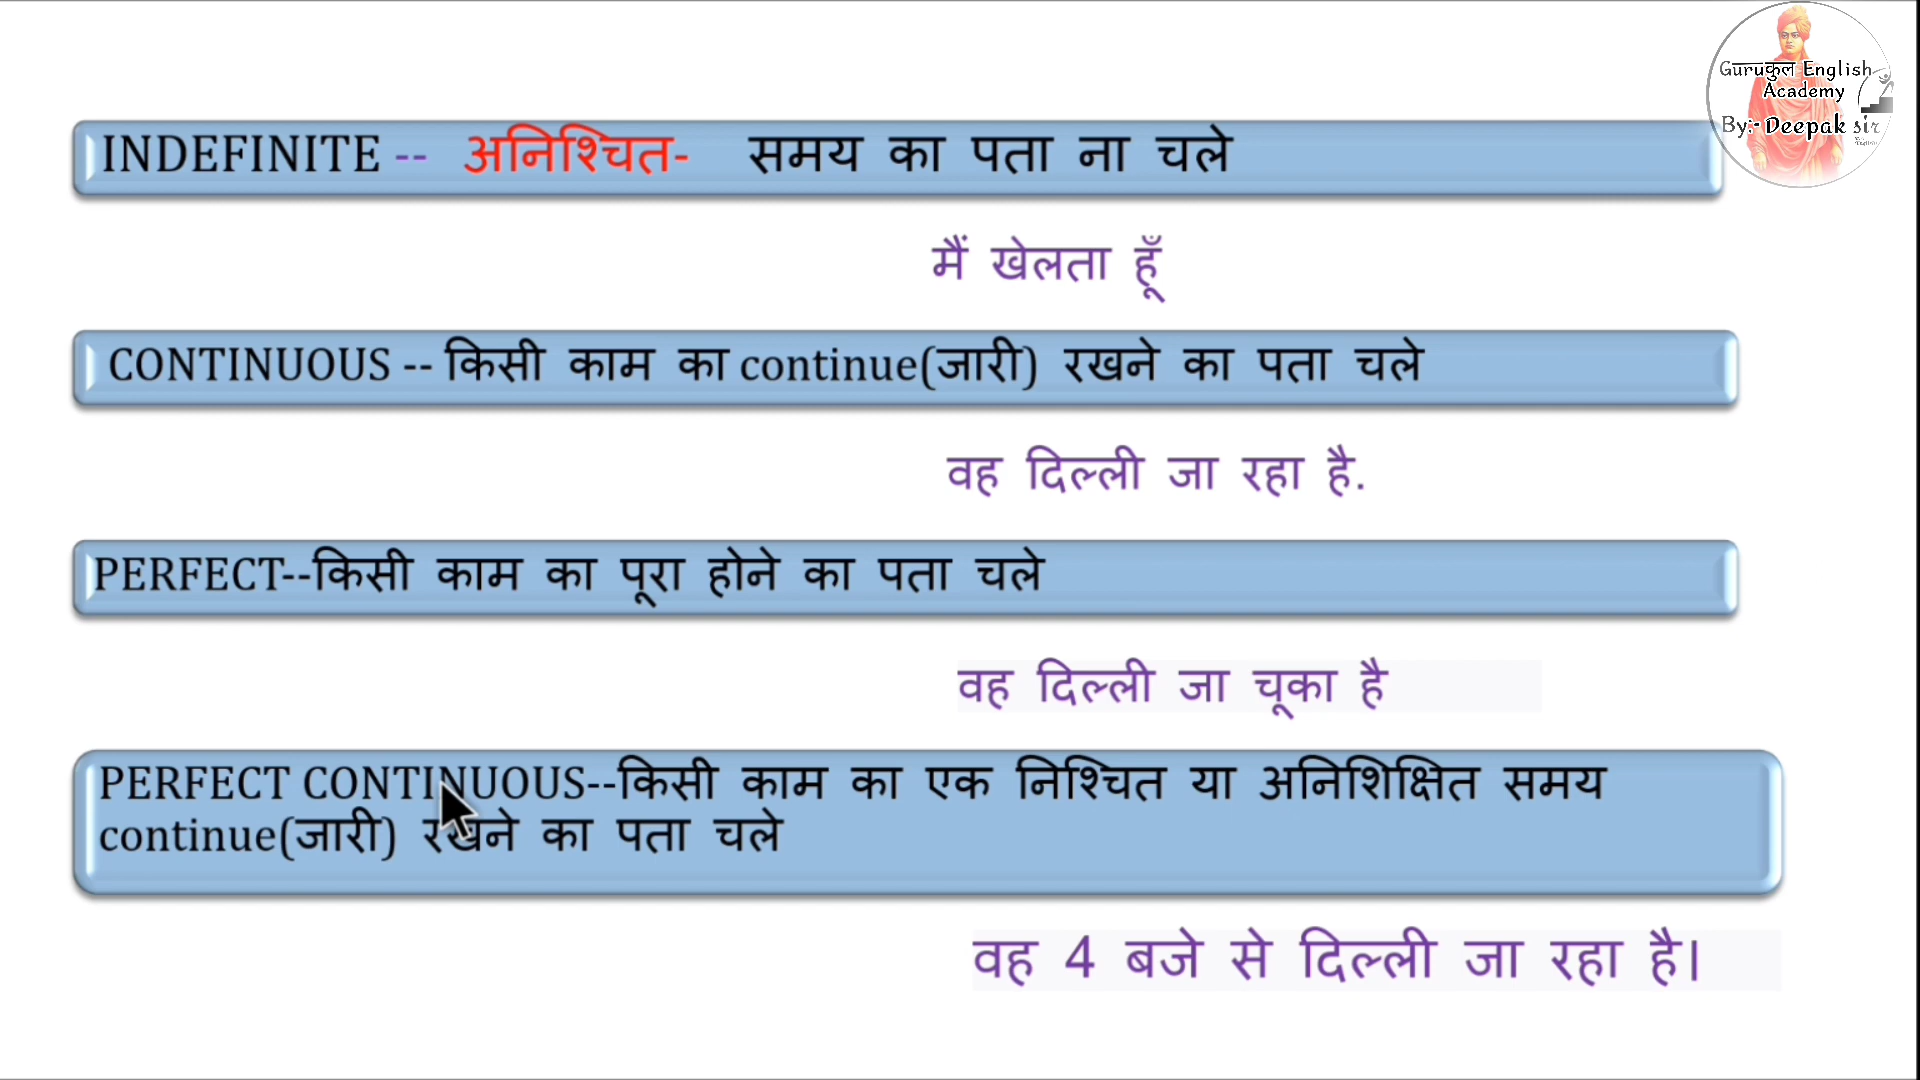 Guruकुल English
Academy
By:- Deepak sir
INDEFINITE -- अनिश्चित- समय का पता ना चले
मैं खेलता हूँ
CONTINUOUS -- किसी काम का continue(जारी) रखने का पता चले
वह दिल्ली जा रहा है.
PERFECT--किसी काम का पूरा होने का पता चले
वह दिल्ली जा चूका है
PERFECT CONTINUOUS--किसी काम का एक निश्चित या अनिशिक्षित समय
continue(जारी) रखने का पता चले
वह 4 बजे से दिल्ली जा रहा है।